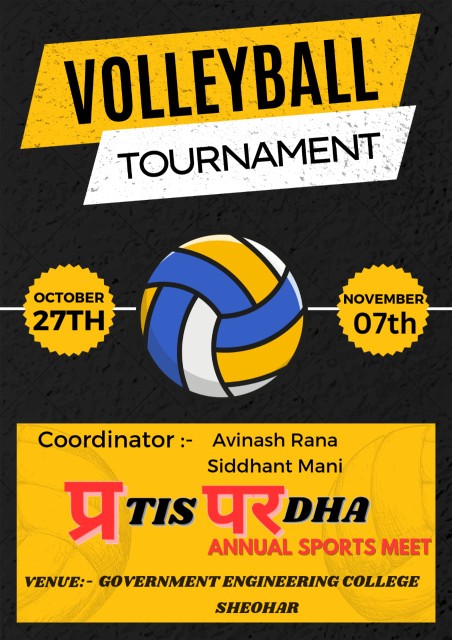 VOLLEYBALL
TOURNAMENT
OCTOBER
27TH
NOVEMBER
07th
Coordinator :- Avinash Rana
Siddhant Mani
प्रTISपरDHA
ANNUAL SPORTS MEET
VENUE:- GOVERNMENT ENGINEERING COLLEGE
SHEOHAR